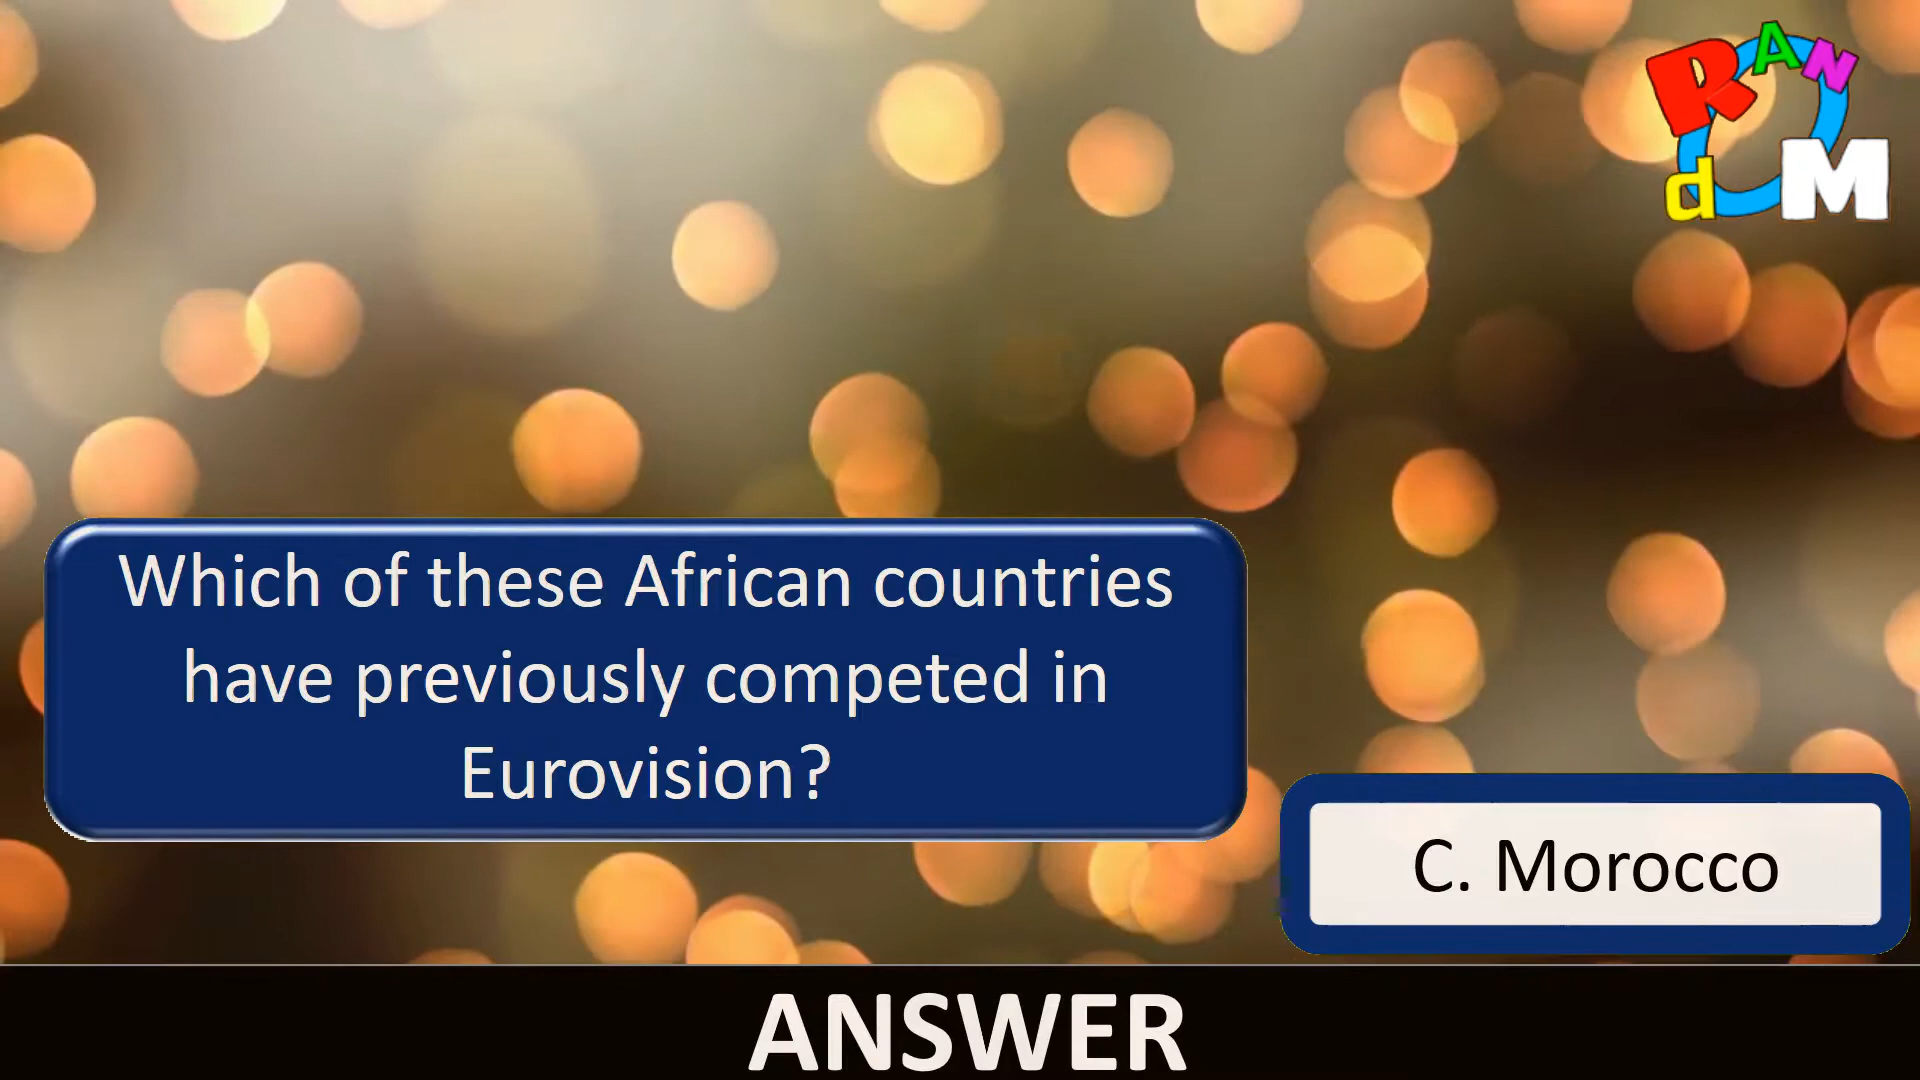 RANdOM
Which of these African countries
have previously competed in
Eurovision?
C. Morocco
ANSWER